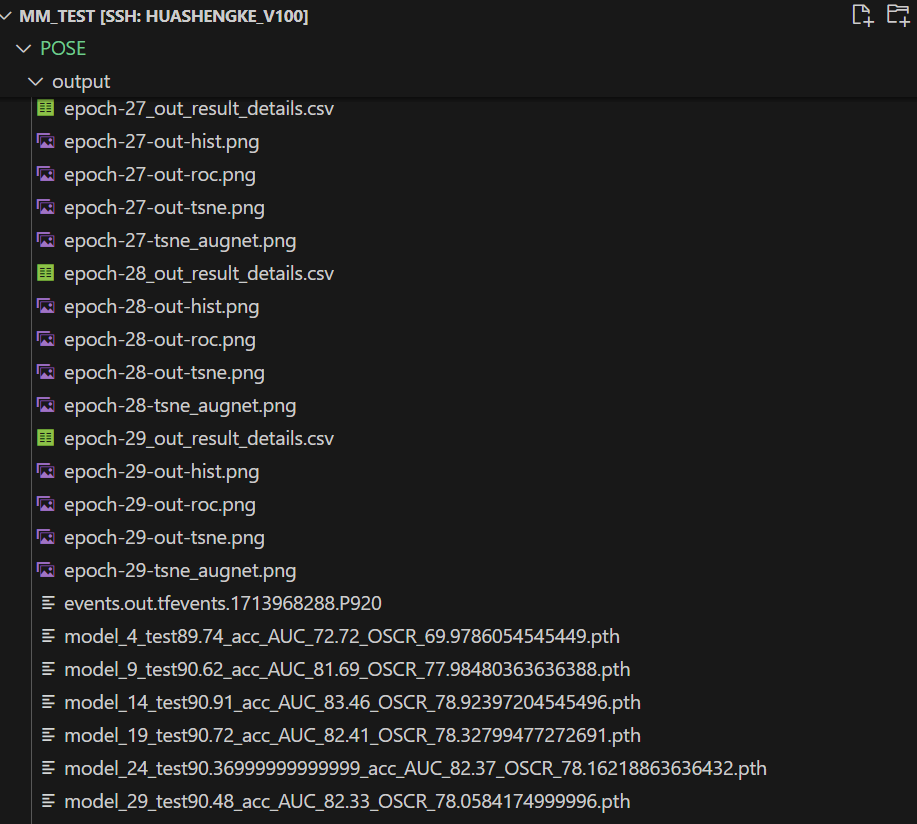 MM_TEST [SSH: HUASHENGKE_V100]
POSE
output
epoch-27_out_result_details.csv
epoch-27-out-hist.png
epoch-27-out-roc.png
epoch-27-out-tsne.png
epoch-27-tsne_augnet.png
epoch-28_out_result_details.csv
epoch-28-out-hist.png
epoch-28-out-roc.png
epoch-28-out-tsne.png
epoch-28-tsne_augnet.png
epoch-29_out_result_details.csv
epoch-29-out-hist.png
epoch-29-out-roc.png
epoch-29-out-tsne.png
epoch-29-tsne_augnet.png
events.out.tfevents.1713968288.P920
model_4_test89.74_acc_AUC_72.72_OSCR_69.9786054545449.pth
model_9_test90.62_acc_AUC_81.69_OSCR_77.98480363636388.pth
model_14_test90.91_acc_AUC_83.46_OSCR_78.92397204545496.pth
model_19_test90.72_acc_AUC_82.41_OSCR_78.32799477272691.pth
model_24_test90.36999999999999_acc_AUC_82.37_OSCR_78.16218863636432.pth
model_29_test90.48_acc_AUC_82.33_OSCR_78.0584174999996.pth